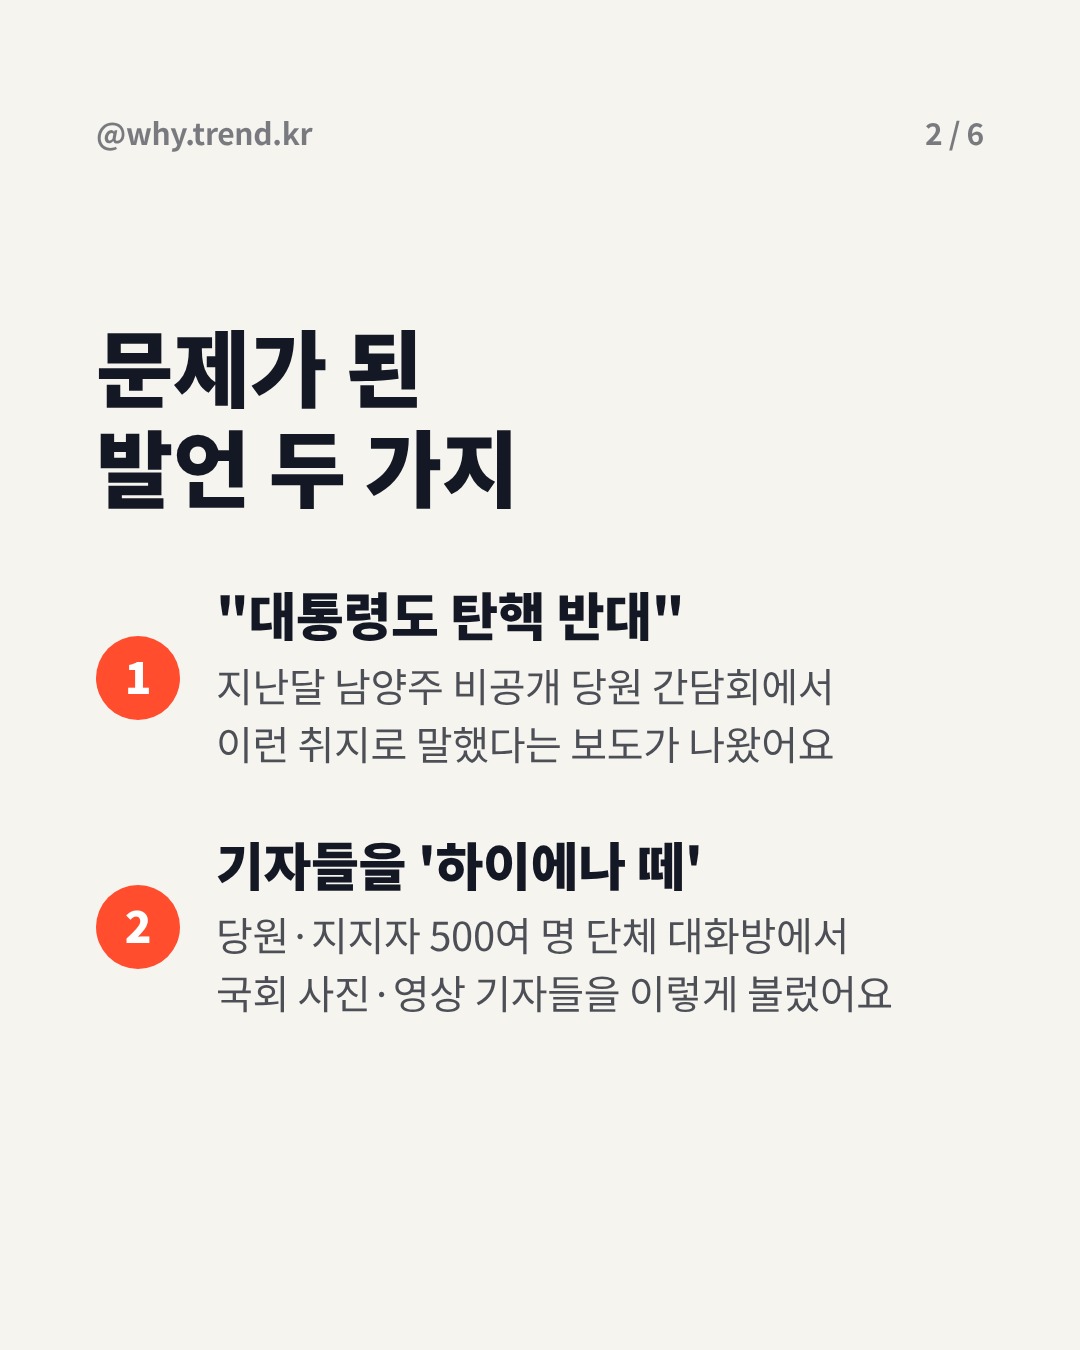 @why.trend.kr
2 / 6
문제가 된
발언 두 가지
1
"대통령도 탄핵 반대"
지난달 남양주 비공개 당원 간담회에서
이런 취지로 말했다는 보도가 나왔어요
2
기자들을 '하이에나 떼'
당원·지지자 500여 명 단체 대화방에서
국회 사진·영상 기자들을 이렇게 불렀어요